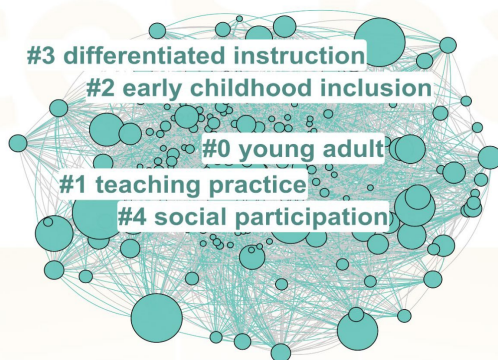 #3 differentiated instruction
#2 early childhood inclusion
#0 young adult
#1 teaching practice
#4 social participation